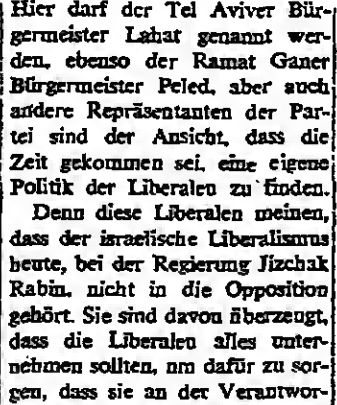 Hier darf der Tel Aviver Bür-
germeister Lahat genannt wer-
den, ebenso der Ramat Ganer
Bürgermeister Peled, aber auch
andere Repräsentanten der Par-
tei sind der Ansicht, dass die
Zeit gekommen sei, eine eigene
Politik der Liberalen zu finden.
Denn diese Liberalen meinen,
dass der israelische Liberalismus
heute, bei der Regierung Jizchak
Rabin, nicht in die Opposition
gehört. Sie sind davon überzeugt,
dass die Liberalen alles unter-
nehmen sollten, um dafür zu sor-
gen, dass sie an der Verantwor-